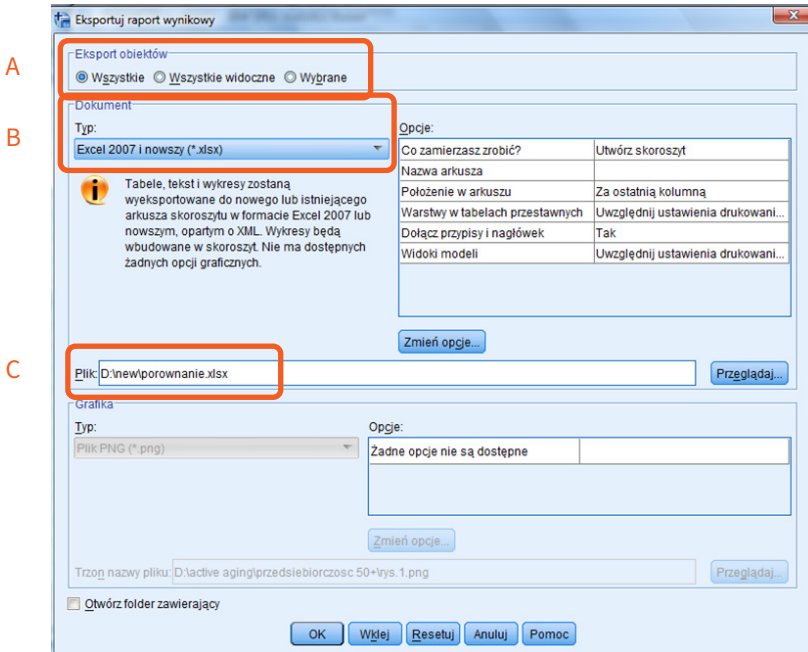 Eksportuj raport wynikowy
A
Eksport obiektów
Wszystkie Wszystkie widoczne Wybrane
B
Dokument
Typ:
Excel 2007 i nowszy (*.xlsx)
Tabele, tekst i wykresy zostaną
wyeksportowane do nowego lub istniejącego
arkusza skoroszytu w formacie Excel 2007 lub
nowszym, opartym o XML. Wykresy będą
wbudowane w skoroszyt. Nie ma dostępnych
żadnych opcji graficznych.
Opcje:
Co zamierzasz zrobić? Utwórz skoroszyt
Nazwa arkusza
Położenie w arkuszu Za ostatnią kolumną
Warstwy w tabelach przestawnych Uwzględnij ustawienia drukowani...
Dołącz przypisy i nagłówek Tak
Widoki modeli Uwzględnij ustawienia drukowani...
Zmień opcje...
C
Plik: D:\new\porownanie.xlsx
Przeglądaj...
Grafika
Typ:
Plik PNG (*.png)
Opcje:
Żadne opcje nie są dostępne
Zmień opcje...
Trzon nazwy pliku: D:\active aging\przedsiebiorczosc 50+\rys.1.png
Przeglądaj...
Otwórz folder zawierający
OK Wklej Resetuj Anuluj Pomoc